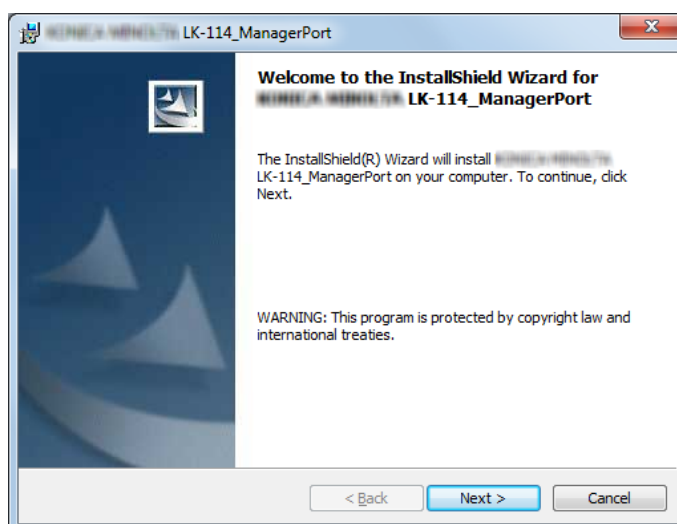 LK-114_ManagerPort
Welcome to the InstallShield Wizard for
LK-114_ManagerPort
The InstallShield(R) Wizard will install
LK-114_ManagerPort on your computer. To continue, click
Next.
WARNING: This program is protected by copyright law and
international treaties.
< Back
Next >
Cancel